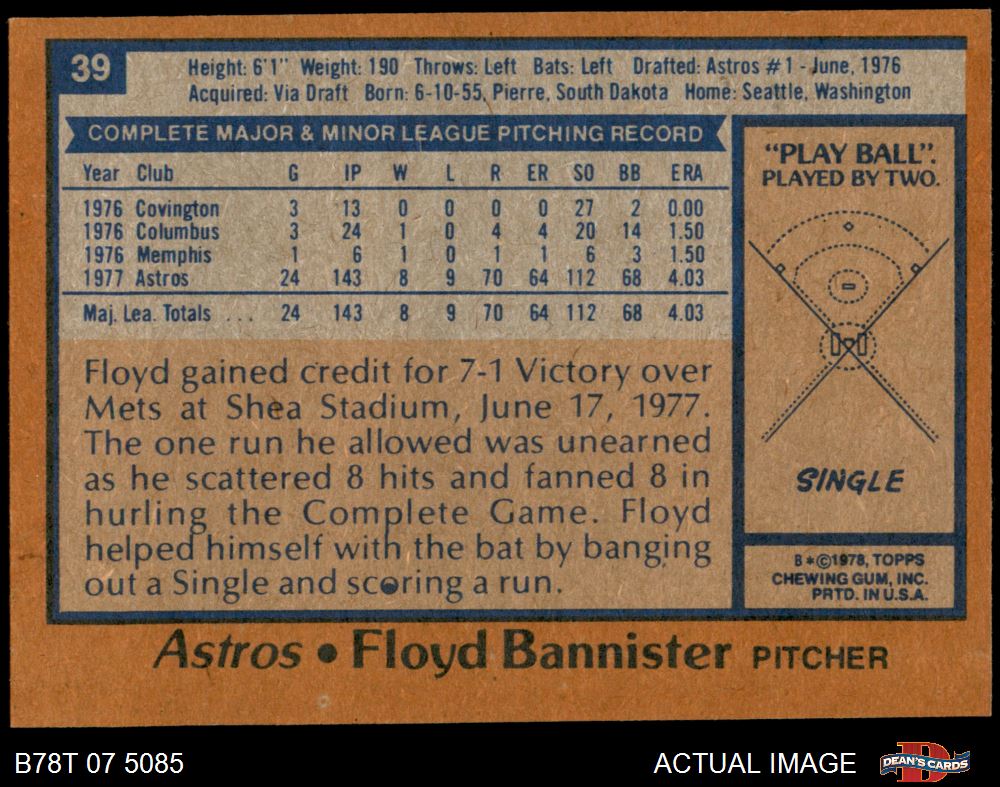 39
Height: 6'1" Weight: 190 Throws: Left Bats: Left Drafted: Astros #1 - June, 1976
Acquired: Via Draft Born: 6-10-55, Pierre, South Dakota Home: Seattle, Washington
COMPLETE MAJOR & MINOR LEAGUE PITCHING RECORD
Year Club G IP W L R ER SO BB ERA
1976 Covington 3 13 0 0 0 0 27 2 0.00
1976 Columbus 3 24 1 0 4 4 20 14 1.50
1976 Memphis 1 6 1 0 1 1 6 3 1.50
1977 Astros 24 143 8 9 70 64 112 68 4.03
Maj. Lea. Totals ... 24 143 8 9 70 64 112 68 4.03
Floyd gained credit for 7-1 Victory over
Mets at Shea Stadium, June 17, 1977.
The one run he allowed was unearned
as he scattered 8 hits and fanned 8 in
hurling the Complete Game. Floyd
helped himself with the bat by banging
out a Single and scoring a run.
"PLAY BALL".
PLAYED BY TWO.
SINGLE
B*©1978, TOPPS
CHEWING GUM, INC.
PRTD. IN U.S.A.
Astros • Floyd Bannister PITCHER
B78T 07 5085
ACTUAL IMAGE
D
DEAN'S CARDS